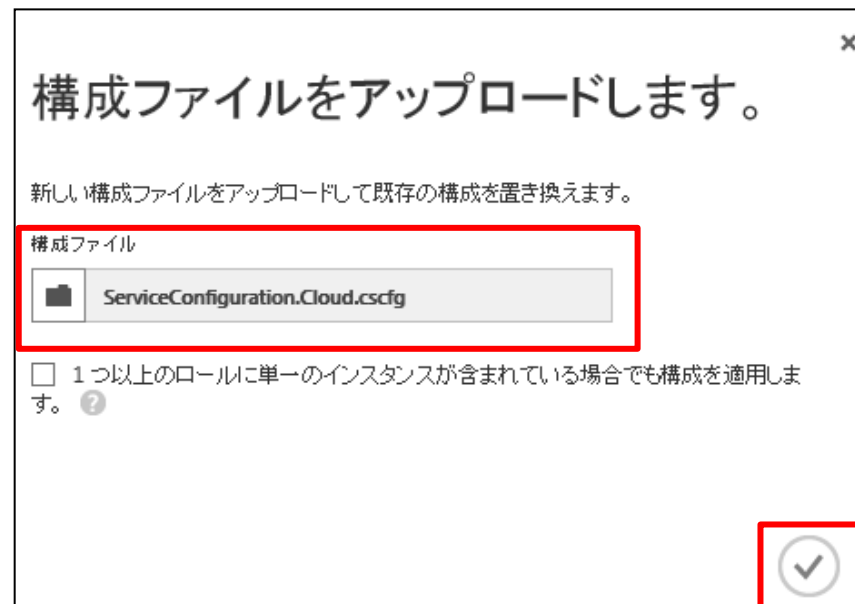 構成ファイルをアップロードします。
新しい構成ファイルをアップロードして既存の構成を置き換えます。
構成ファイル
ServiceConfiguration.Cloud.cscfg
1 つ以上のロールに単一のインスタンスが含まれている場合でも構成を適用しま
す。 ?